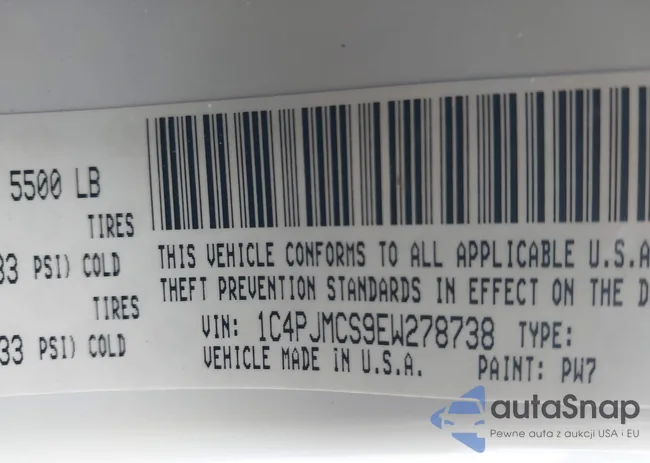 5500 LB
TIRES
33 PSI) COLD
TIRES
33 PSI) COLD
THIS VEHICLE CONFORMS TO ALL APPLICABLE U.S.A
THEFT PREVENTION STANDARDS IN EFFECT ON THE D
VIN: 1C4PJMCS9EW278738 TYPE:
VEHICLE MADE iN U.S.A. PAINT: PW7
autaSnap
Pewne auta z aukcji USA i EU